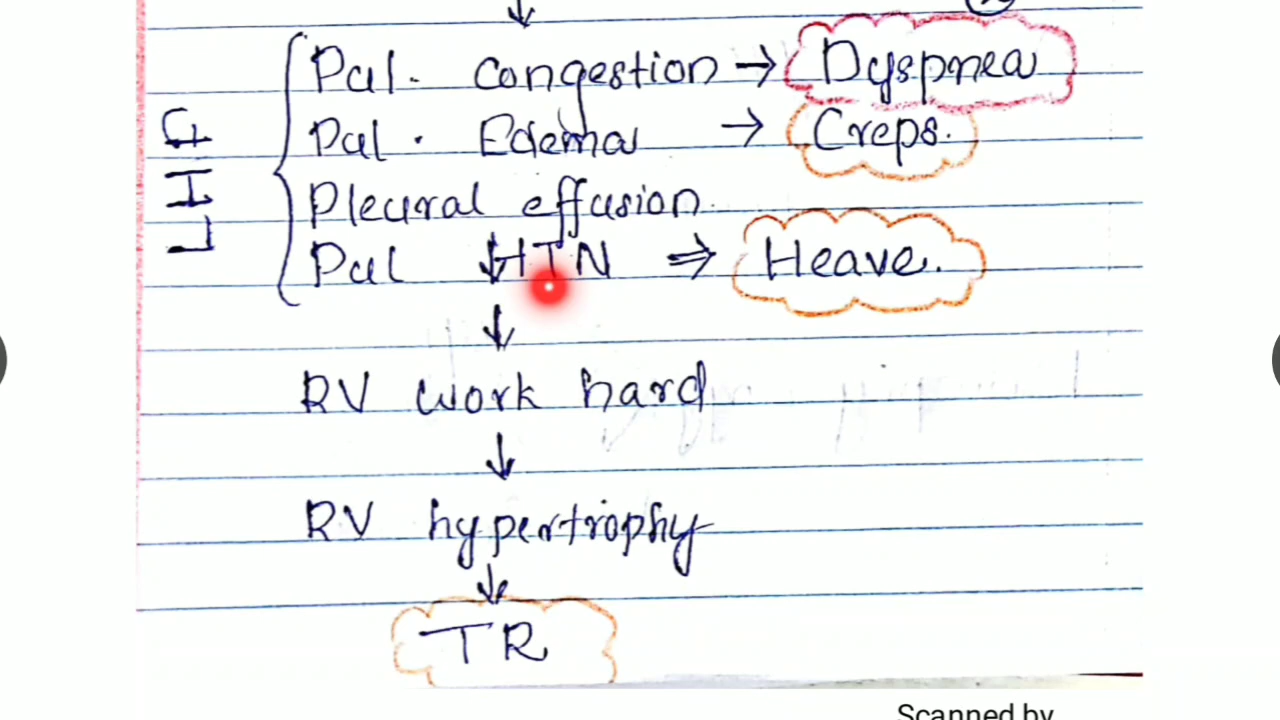 ↓
Pul. Congestion → Dyspnea
Pul. Edema → Creps.
Pleural effusion.
Pul HTN ⇒ Heave.
LHF
↓
RV work hard
↓
RV hypertrophy
↓
TR
Scanned by